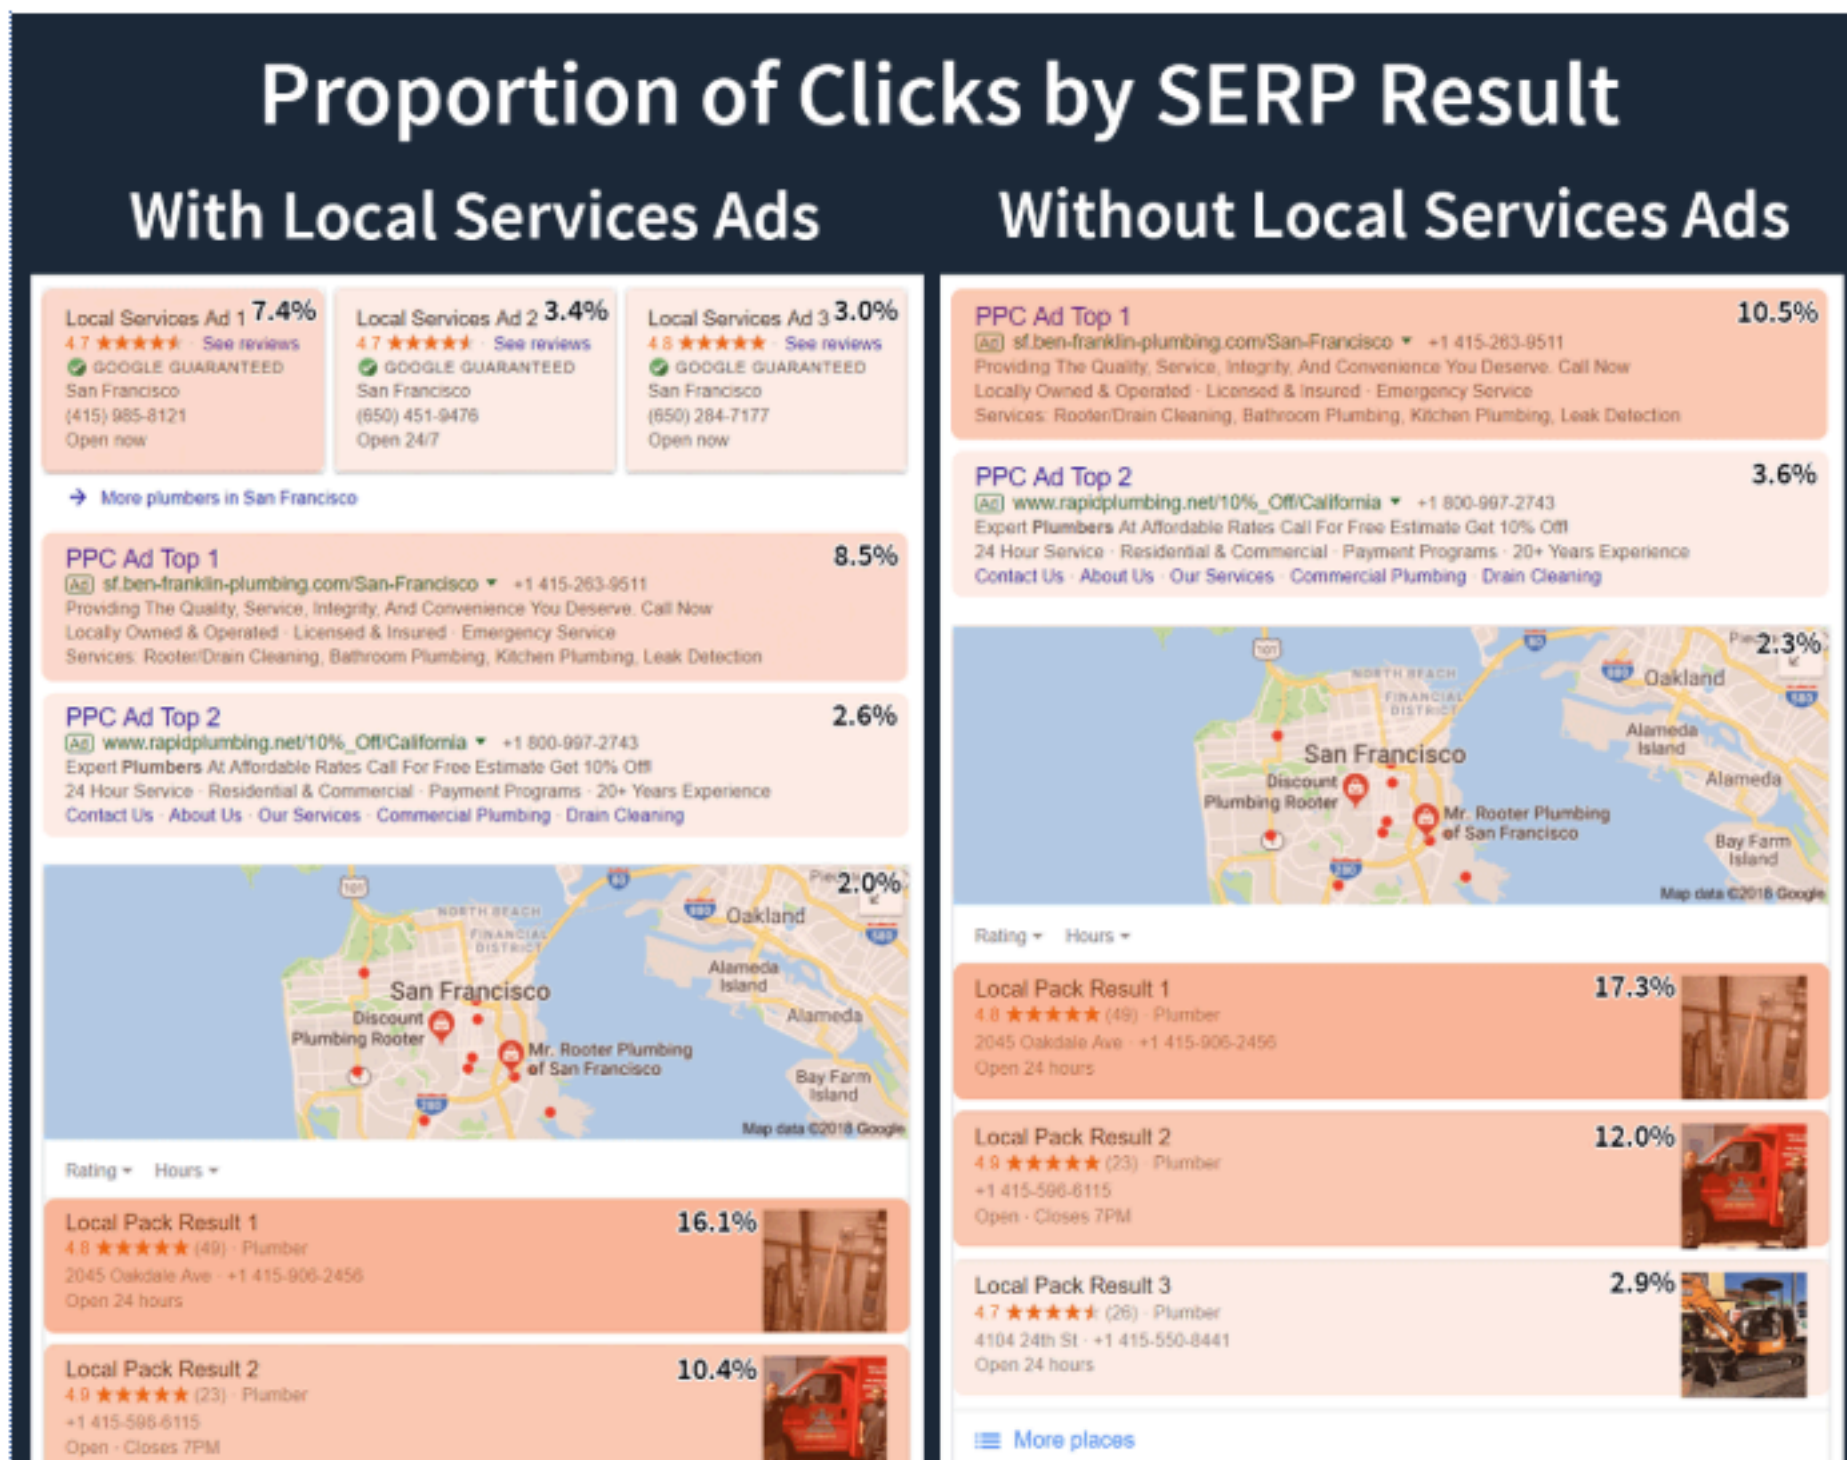 Proportion of Clicks by SERP Result
With Local Services Ads
Local Services Ad 1 7.4%
4.7 See reviews
GOOGLE GUARANTEED
San Francisco
(415) 985-8121
Open now
Local Services Ad 2 3.4%
4.7 See reviews
GOOGLE GUARANTEED
San Francisco
(650) 451-9476
Open 24/7
Local Services Ad 3 3.0%
4.8 See reviews
GOOGLE GUARANTEED
San Francisco
(650) 284-7177
Open now
→ More plumbers in San Francisco
PPC Ad Top 1 8.5%
Ad sf.ben-franklin-plumbing.com/San-Francisco +1 415-263-9511
Providing The Quality, Service, Integrity, And Convenience You Deserve. Call Now
Locally Owned & Operated · Licensed & Insured · Emergency Service
Services: Rooter/Drain Cleaning, Bathroom Plumbing, Kitchen Plumbing, Leak Detection
PPC Ad Top 2 2.6%
Ad www.rapidplumbing.net/10%_Off/California +1 800-997-2743
Expert Plumbers At Affordable Rates Call For Free Estimate Get 10% Off!
24 Hour Service · Residential & Commercial · Payment Programs · 20+ Years Experience
Contact Us · About Us · Our Services · Commercial Plumbing · Drain Cleaning
2.0%
101
80
NORTH BEACH
FINANCIAL
DISTRICT
880
Oakland
580
San Francisco
Alameda
Island
Discount
Plumbing Rooter
Alameda
Mr. Rooter Plumbing
of San Francisco
Bay Farm
Island
280
Map data ©2018 Google
Rating Hours
Local Pack Result 1 16.1%
4.8 (49) · Plumber
2045 Oakdale Ave · +1 415-906-2456
Open 24 hours
Local Pack Result 2 10.4%
4.9 (23) · Plumber
+1 415-596-6115
Open · Closes 7PM
Without Local Services Ads
PPC Ad Top 1 10.5%
Ad sf.ben-franklin-plumbing.com/San-Francisco +1 415-263-9511
Providing The Quality, Service, Integrity, And Convenience You Deserve. Call Now
Locally Owned & Operated · Licensed & Insured · Emergency Service
Services: Rooter/Drain Cleaning, Bathroom Plumbing, Kitchen Plumbing, Leak Detection
PPC Ad Top 2 3.6%
Ad www.rapidplumbing.net/10%_Off/California +1 800-997-2743
Expert Plumbers At Affordable Rates Call For Free Estimate Get 10% Off!
24 Hour Service · Residential & Commercial · Payment Programs · 20+ Years Experience
Contact Us · About Us · Our Services · Commercial Plumbing · Drain Cleaning
2.3%
101
80
NORTH BEACH
FINANCIAL
DISTRICT
880
Oakland
580
San Francisco
Alameda
Island
Discount
Plumbing Rooter
Alameda
Mr. Rooter Plumbing
of San Francisco
Bay Farm
Island
280
Map data ©2018 Google
Rating Hours
Local Pack Result 1 17.3%
4.8 (49) · Plumber
2045 Oakdale Ave · +1 415-906-2456
Open 24 hours
Local Pack Result 2 12.0%
4.9 (23) · Plumber
+1 415-596-6115
Open · Closes 7PM
Local Pack Result 3 2.9%
4.7 (26) · Plumber
4104 24th St · +1 415-550-8441
Open 24 hours
More places